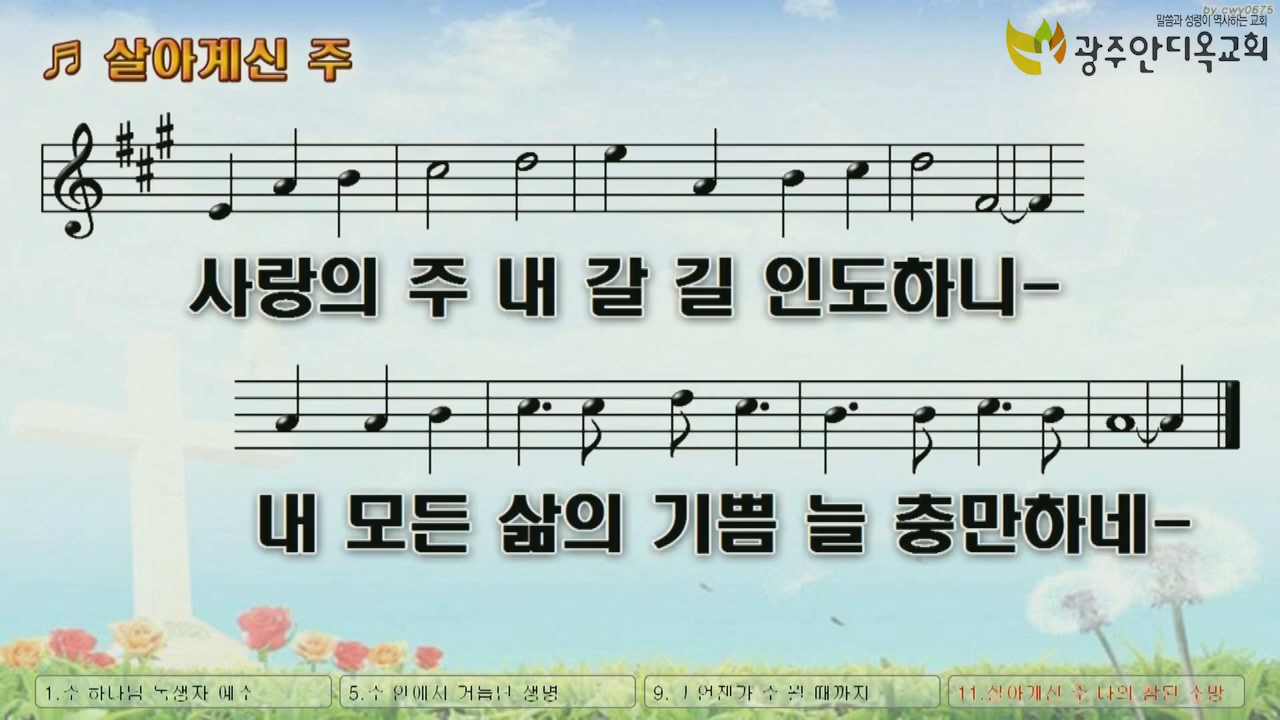 by cwy0675
말씀과 성령이 역사하는 교회
광주안디옥교회
살아계신 주
사랑의 주 내 갈 길 인도하니-
내 모든 삶의 기쁨 늘 충만하네-
1.주 하나님 독생자 예수
5.주 안에서 거듭난 생명
9.그 언젠가 주 뵐 때까지
11.살아계신 주 나의 참된 소망